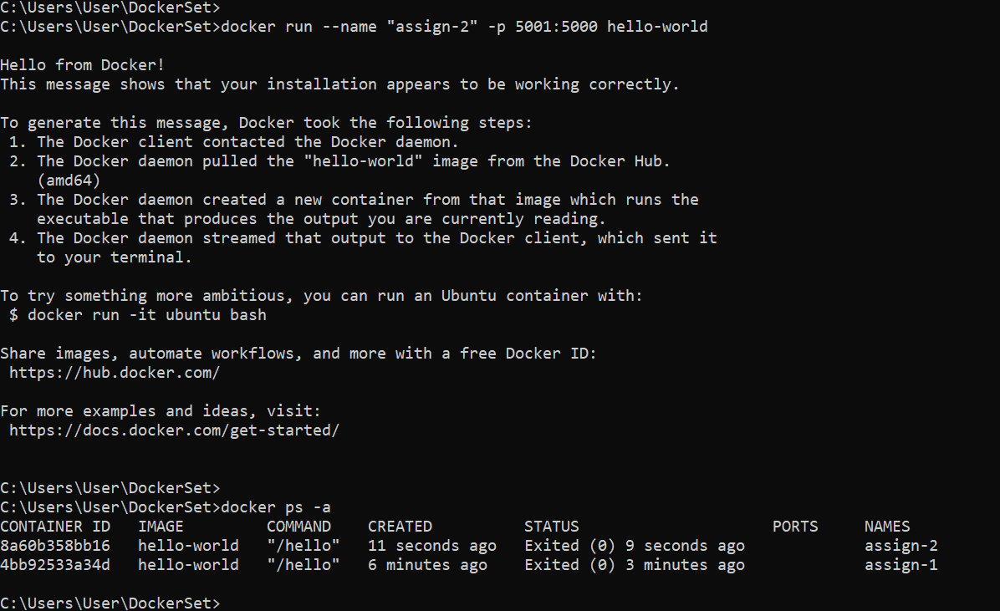 C:\Users\User\DockerSet>
C:\Users\User\DockerSet>docker run --name "assign-2" -p 5001:5000 hello-world
Hello from Docker!
This message shows that your installation appears to be working correctly.
To generate this message, Docker took the following steps:
1. The Docker client contacted the Docker daemon.
2. The Docker daemon pulled the "hello-world" image from the Docker Hub.
(amd64)
3. The Docker daemon created a new container from that image which runs the
executable that produces the output you are currently reading.
4. The Docker daemon streamed that output to the Docker client, which sent it
to your terminal.
To try something more ambitious, you can run an Ubuntu container with:
$ docker run -it ubuntu bash
Share images, automate workflows, and more with a free Docker ID:
https://hub.docker.com/
For more examples and ideas, visit:
https://docs.docker.com/get-started/
C:\Users\User\DockerSet>
C:\Users\User\DockerSet>docker ps -a
CONTAINER ID   IMAGE         COMMAND    CREATED          STATUS                     PORTS     NAMES
8a60b358bb16   hello-world   "/hello"   11 seconds ago   Exited (0) 9 seconds ago             assign-2
4bb92533a34d   hello-world   "/hello"   6 minutes ago    Exited (0) 3 minutes ago             assign-1
C:\Users\User\DockerSet>